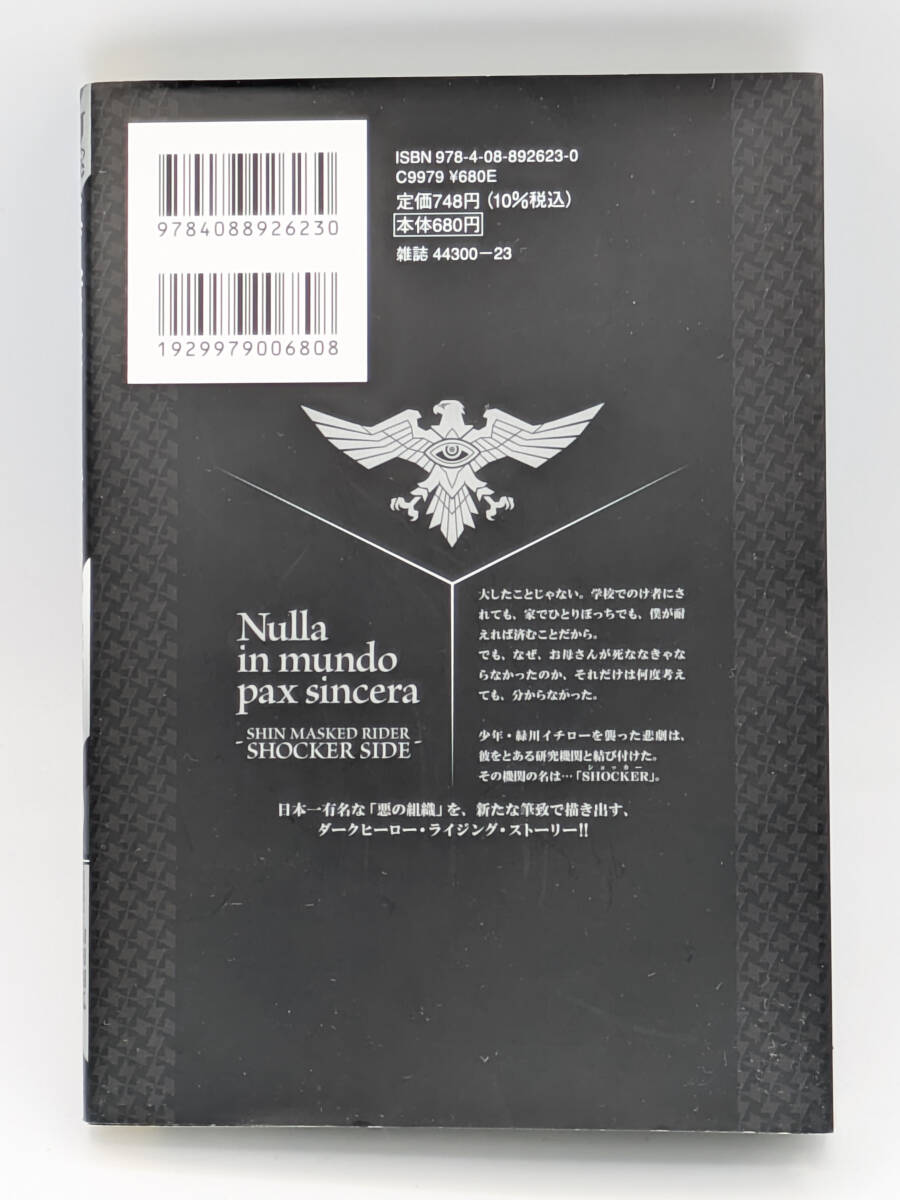 ISBN 978-4-08-892623-0
C9979 ¥680E
定価748円（10%税込）
本体680円
雑誌 44300-23
9784088926230
1929979006808
Nulla
in mundo
pax sincera
SHIN MASKED RIDER
SHOCKER SIDE
大したことじゃない。学校でのけ者にさ
れても、家でひとりぼっちでも、僕が耐
えれば済むことだから。
でも、なぜ、お母さんが死ななきゃな
らなかったのか、それだけは何度考え
ても、分からなかった。
少年・緑川イチローを襲った悲劇は、
彼をとある研究機関と結び付けた。
ショッカー
その機関の名は…「SHOCKER」。
日本一有名な「悪の組織」を、新たな筆致で描き出す、
ダークヒーロー・ライジング・ストーリー!!